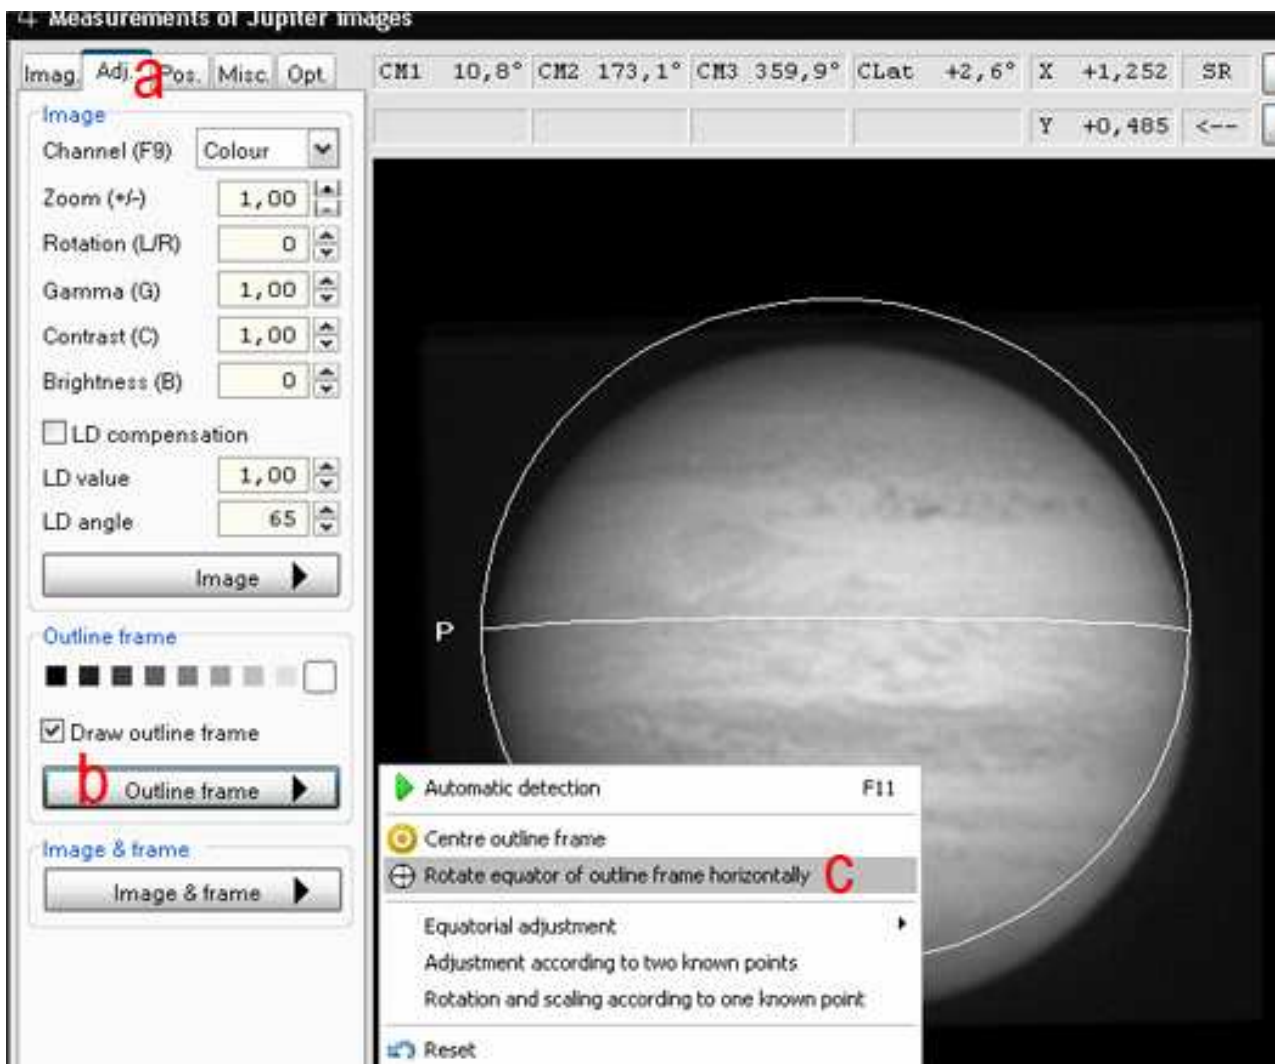 Measurements of Jupiter images
Imag. Adj. a Pos. Misc. Opt.
CM1 10,8° CM2 173,1° CM3 359,9° CLat +2,6° X +1,252 SR
Y +0,485 <--
Image
Channel (F9) Colour
Zoom (+/-) 1,00
Rotation (L/R) 0
Gamma (G) 1,00
Contrast (C) 1,00
Brightness (B) 0
LD compensation
LD value 1,00
LD angle 65
Image
Outline frame
Draw outline frame
b Outline frame
Image & frame
Image & frame
P
Automatic detection F11
Centre outline frame
Rotate equator of outline frame horizontally C
Equatorial adjustment
Adjustment according to two known points
Rotation and scaling according to one known point
Reset